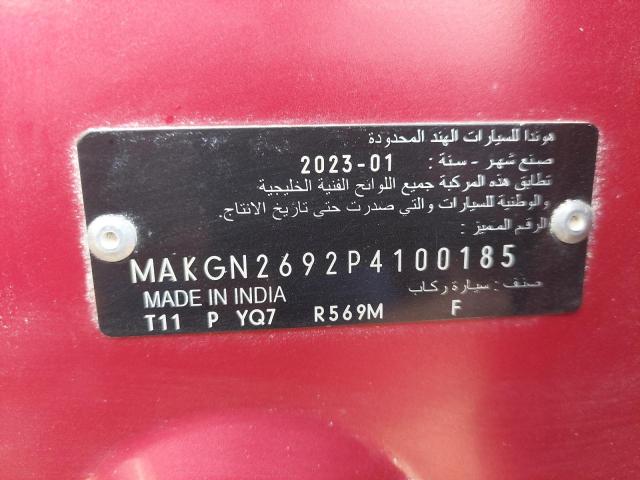 هوندا للسيارات الهند المحدودة
صنع شهر - سنة : 2023-01
تطابق هذه المركبة جميع اللوائح الفنية الخليجية
والوطنية للسيارات والتي صدرت حتى تاريخ الانتاج.
الرقم المميز :
MAKGN2692P4100185
MADE IN INDIA صنف : سيارة ركاب
T11 P YQ7 R569M F